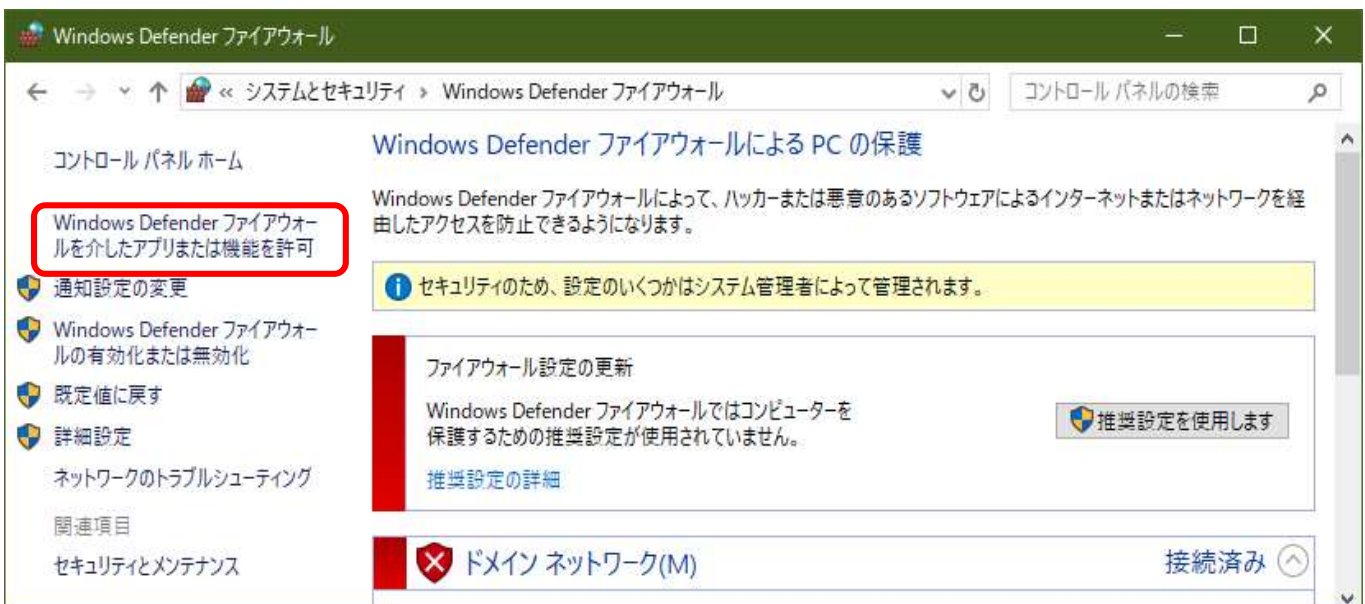 Windows Defender ファイアウォール
« システムとセキュリティ › Windows Defender ファイアウォール
コントロール パネルの検索
コントロール パネル ホーム
Windows Defender ファイアウォー
ルを介したアプリまたは機能を許可
通知設定の変更
Windows Defender ファイアウォー
ルの有効化または無効化
既定値に戻す
詳細設定
ネットワークのトラブルシューティング
関連項目
セキュリティとメンテナンス
Windows Defender ファイアウォールによる PC の保護
Windows Defender ファイアウォールによって、ハッカーまたは悪意のあるソフトウェアによるインターネットまたはネットワークを経
由したアクセスを防止できるようになります。
セキュリティのため、設定のいくつかはシステム管理者によって管理されます。
ファイアウォール設定の更新
Windows Defender ファイアウォールではコンピューターを
保護するための推奨設定が使用されていません。
推奨設定を使用します
推奨設定の詳細
ドメイン ネットワーク(M)
接続済み